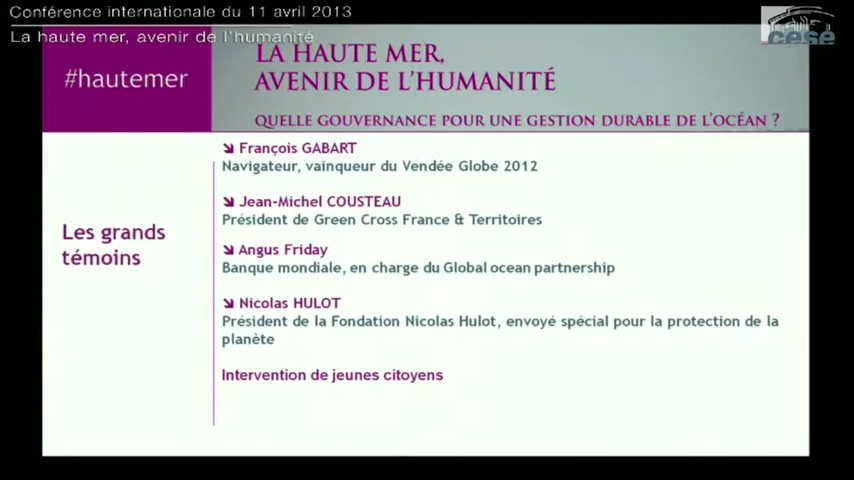 Conférence internationale du 11 avril 2013
La haute mer, avenir de l'humanité
cese
#hautemer
LA HAUTE MER,
AVENIR DE L'HUMANITÉ
QUELLE GOUVERNANCE POUR UNE GESTION DURABLE DE L'OCÉAN ?
Les grands
témoins
François GABART
Navigateur, vainqueur du Vendée Globe 2012
Jean-Michel COUSTEAU
Président de Green Cross France & Territoires
Angus Friday
Banque mondiale, en charge du Global ocean partnership
Nicolas HULOT
Président de la Fondation Nicolas Hulot, envoyé spécial pour la protection de la
planète
Intervention de jeunes citoyens